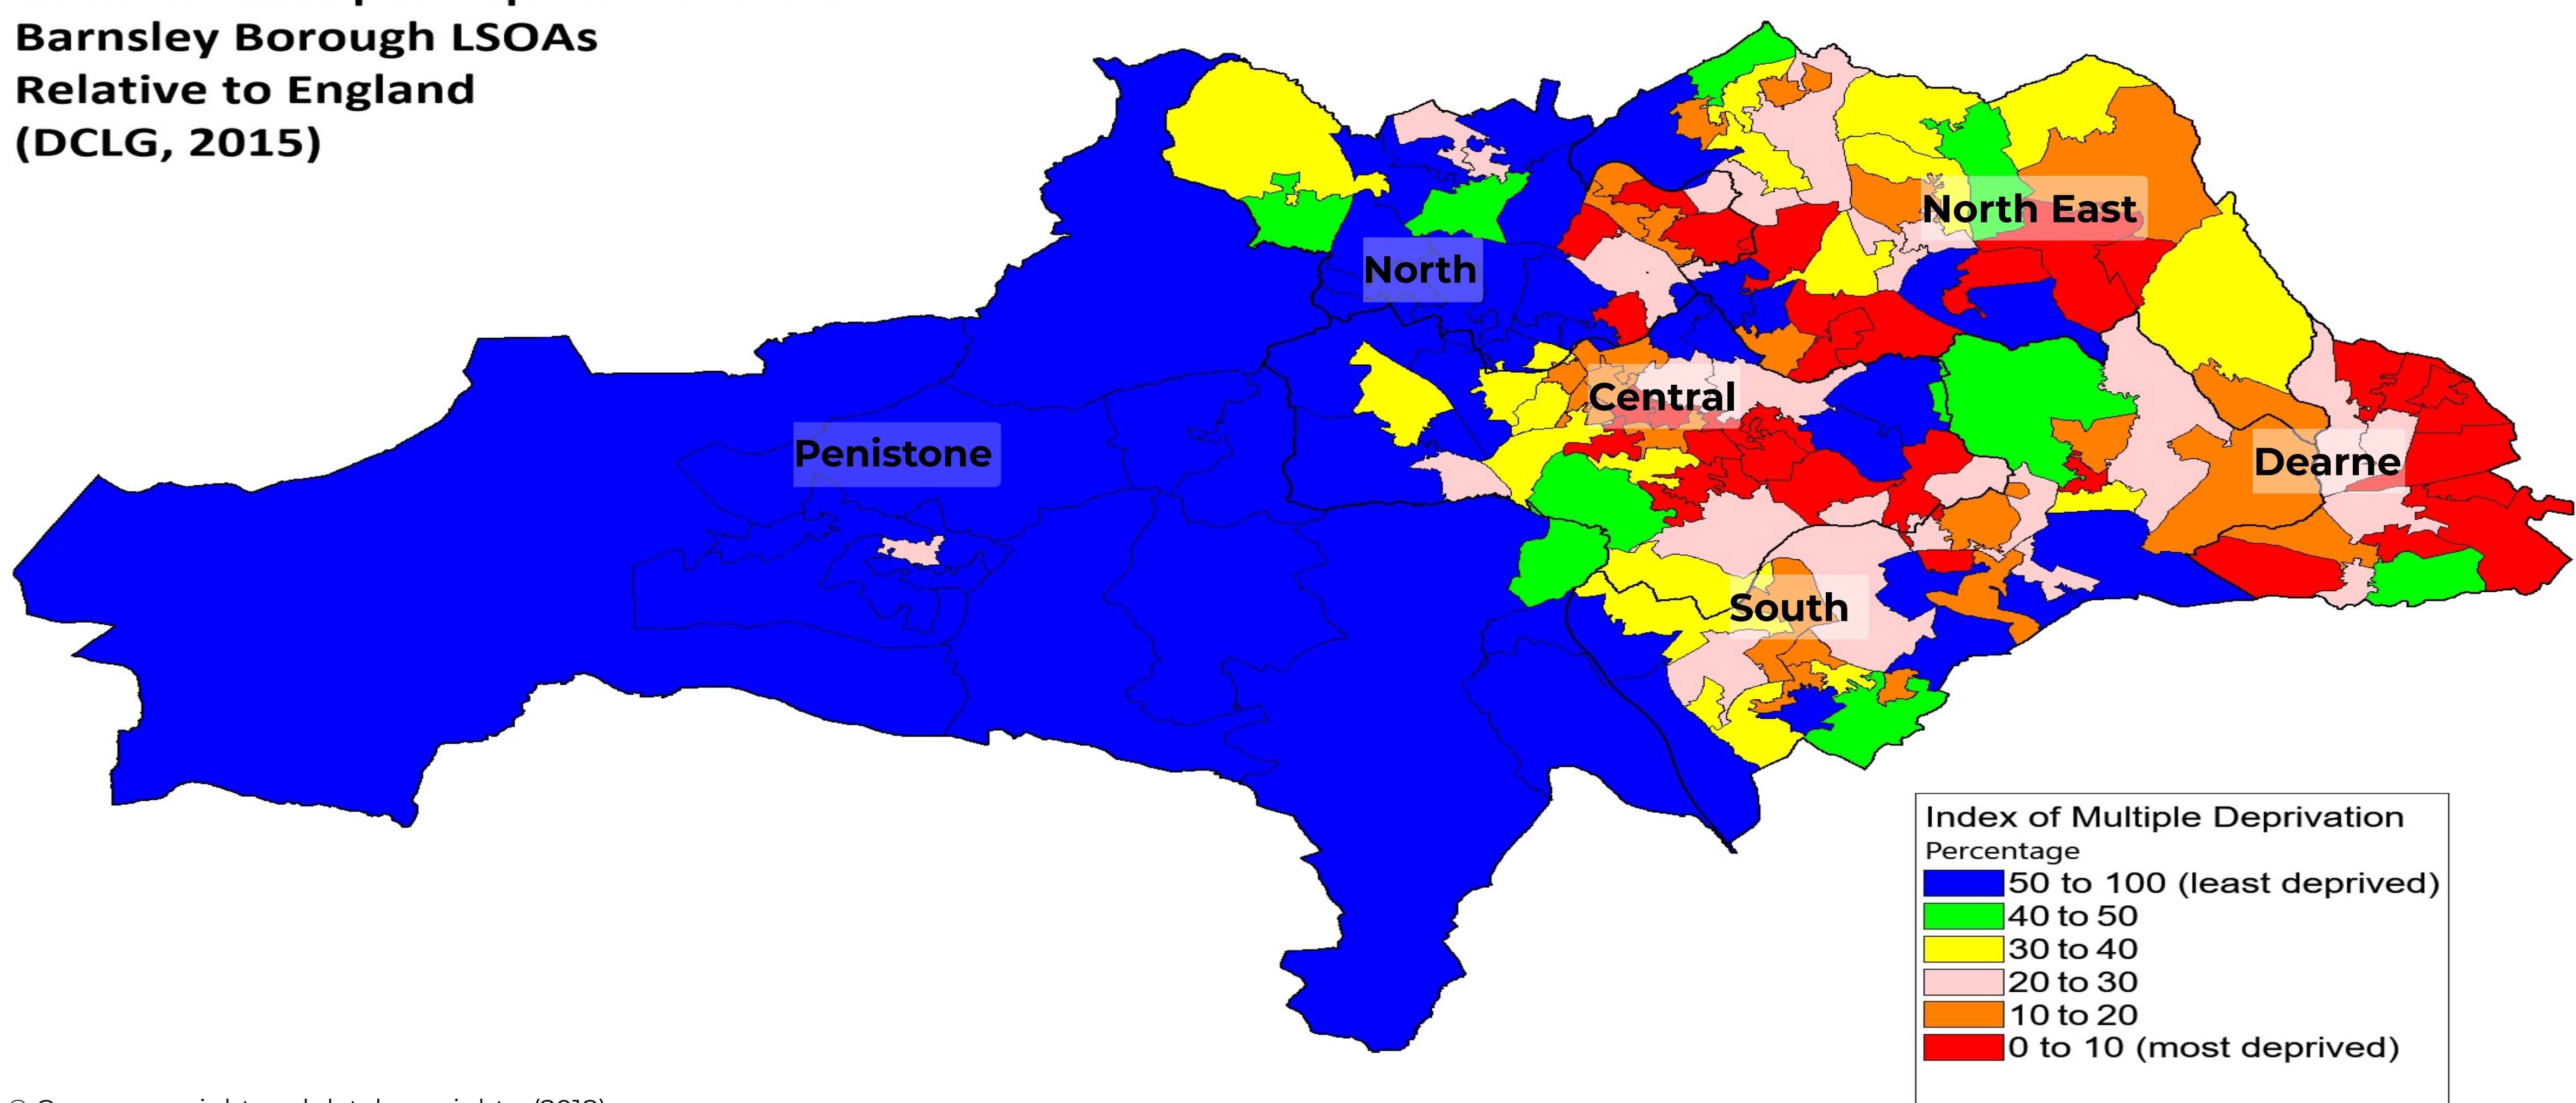 Barnsley Borough LSOAs
Relative to England
(DCLG, 2015)
North East
North
Central
Penistone
Dearne
South
Index of Multiple Deprivation
Percentage
50 to 100 (least deprived)
40 to 50
30 to 40
20 to 30
10 to 20
0 to 10 (most deprived)